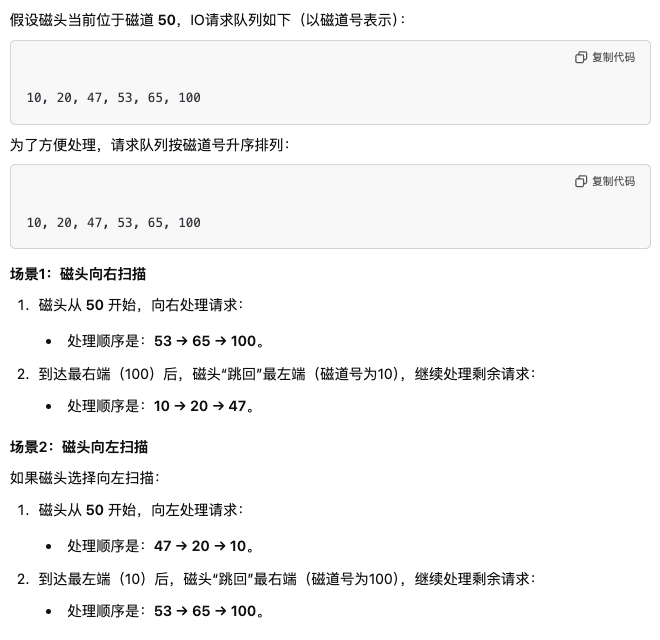 假设磁头当前位于磁道 50，IO请求队列如下（以磁道号表示）：
复制代码
10, 20, 47, 53, 65, 100
为了方便处理，请求队列按磁道号升序排列：
复制代码
10, 20, 47, 53, 65, 100
场景1：磁头向右扫描
1. 磁头从 50 开始，向右处理请求：
• 处理顺序是：53 → 65 → 100。
2. 到达最右端（100）后，磁头“跳回”最左端（磁道号为10），继续处理剩余请求：
• 处理顺序是：10 → 20 → 47。
场景2：磁头向左扫描
如果磁头选择向左扫描：
1. 磁头从 50 开始，向左处理请求：
• 处理顺序是：47 → 20 → 10。
2. 到达最左端（10）后，磁头“跳回”最右端（磁道号为100），继续处理剩余请求：
• 处理顺序是：53 → 65 → 100。